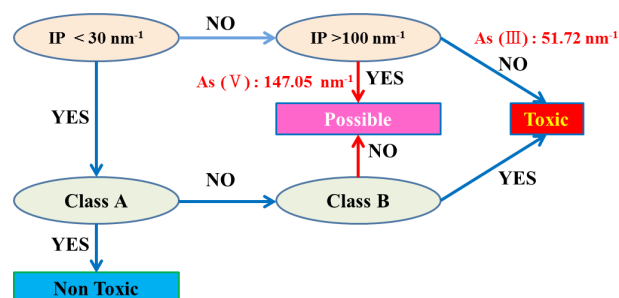 IP < 30 nm-1
NO
IP >100 nm-1
As (Ⅲ) : 51.72 nm-1
NO
As (Ⅴ) : 147.05 nm-1
YES
YES
Possible
Toxic
NO
NO
YES
Class A
Class B
YES
Non Toxic